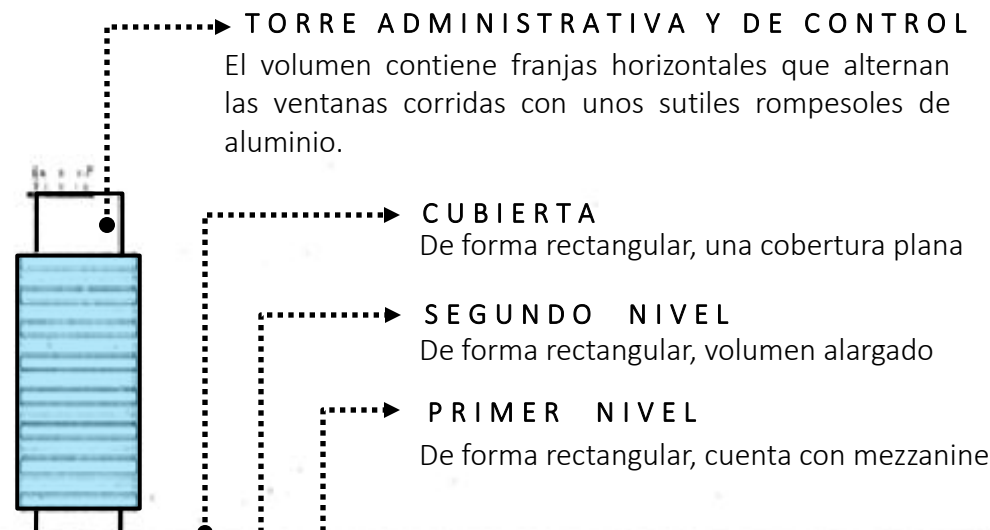 TORRE ADMINISTRATIVA Y DE CONTROL
El volumen contiene franjas horizontales que alternan
las ventanas corridas con unos sutiles rompesoles de
aluminio.
CUBIERTA
De forma rectangular, una cobertura plana
SEGUNDO NIVEL
De forma rectangular, volumen alargado
PRIMER NIVEL
De forma rectangular, cuenta con mezzanine